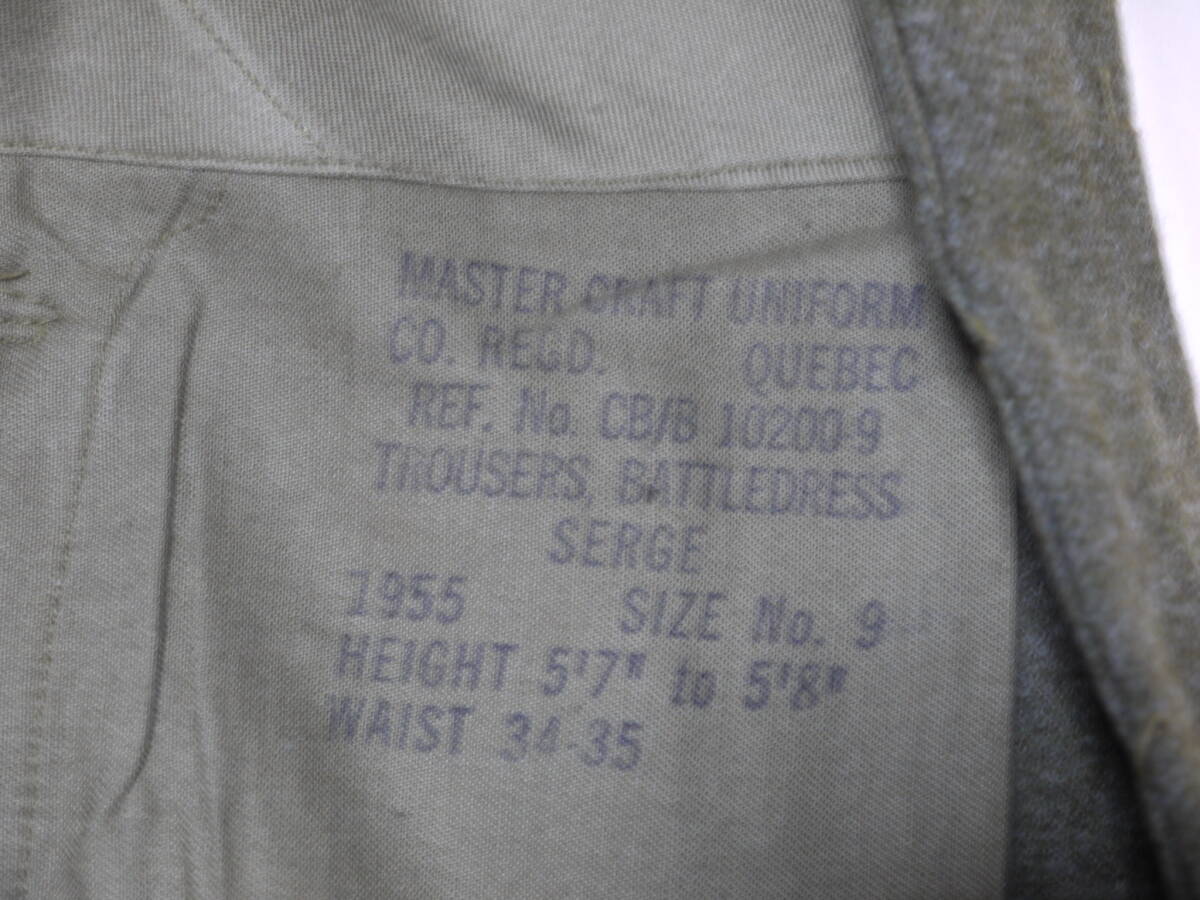 MASTER CRAFT UNIFORM
CO. REGD. QUEBEC
REF. No. CB/B 10200-9
TROUSERS, BATTLEDRESS
SERGE
1955 SIZE No. 9
HEIGHT 5'7" to 5'8"
WAIST 34-35